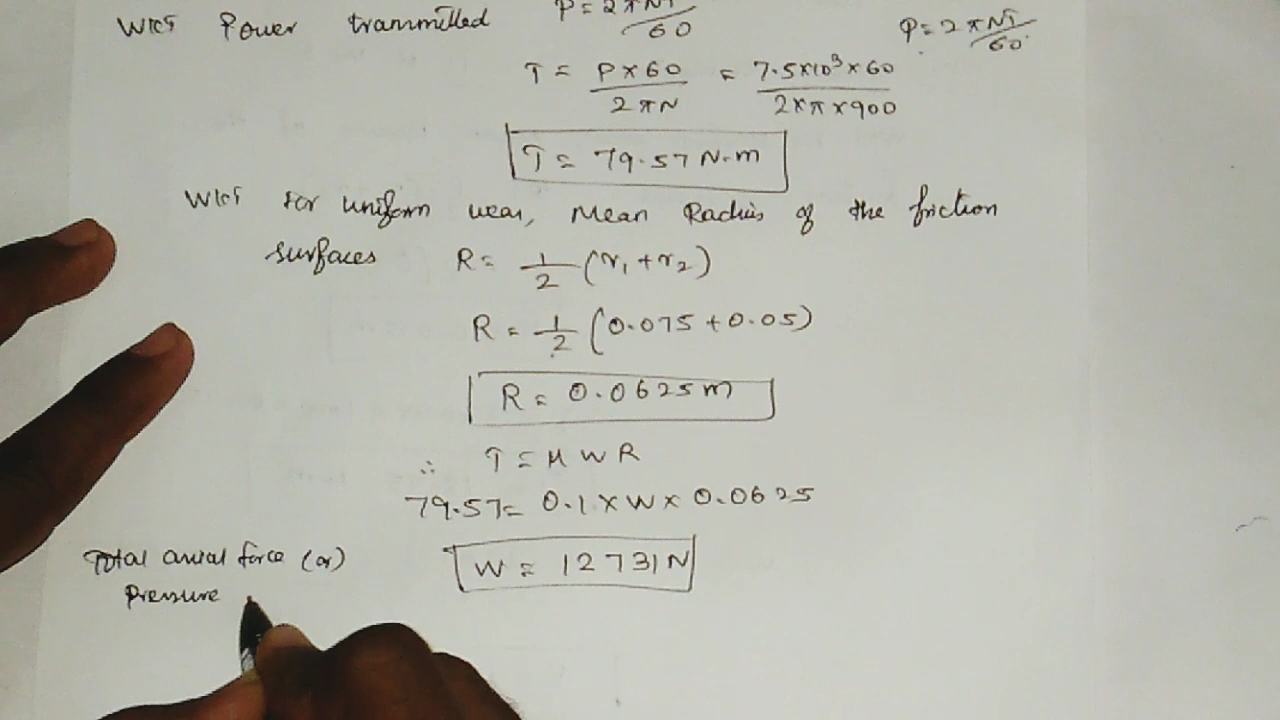 WKT Power transmitted P = 2πNT/60
P = 2πNT/60
T = P×60/2πN = 7.5×10³×60/2×π×900
T = 79.57 N-m
WKT for uniform wear, Mean Radius of the friction
surfaces R = 1/2 (r₁ + r₂)
R = 1/2 (0.075 + 0.05)
R = 0.0625 m
∴ T = μ W R
79.57 = 0.1 × W × 0.0625
Total axial force (or) W = 12731 N
Pressure